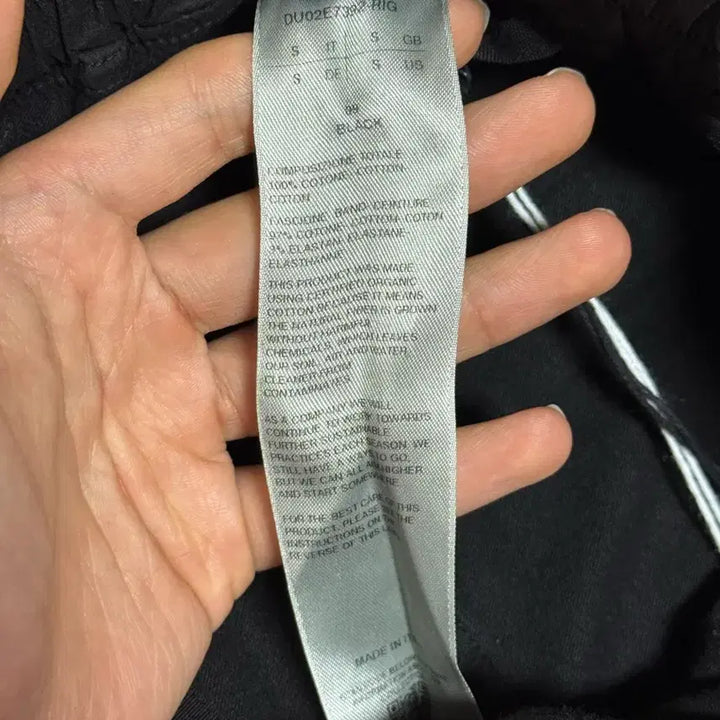 S IT S GB
S DE S US
09
BLACK
COMPOSIZIONE TOTALE
100% COTONE- COTTON
COTON
FASCIONE- BAND- CEINTURE
97% COTONE- COTTON- COTON
3% ELASTAN- ELASTANE
ELASTHANNE
THIS PRODUCT WAS MADE
USING CERTIFIED ORGANIC
COTTON BECAUSE IT MEANS
THE NATURAL FIBER IS GROWN
WITHOUT HARMFUL
CHEMICALS, WHICH LEAVES
OUR SOIL, AIR AND WATER,
CLEANER FROM
CONTAMINATES.
AS A COMPANY WE WILL
CONTINUE TO WORK TOWARDS
FURTHER SUSTAINABLE
PRACTICES EACH SEASON. WE
STILL HAVE A WAYS TO GO,
BUT WE CAN ALL AIM HIGHER
AND START SOMEWHERE.
FOR THE BEST CARE OF THIS
PRODUCT, PLEASE SEE THE
INSTRUCTIONS ON THE
REVERSE OF THIS
MADE IN